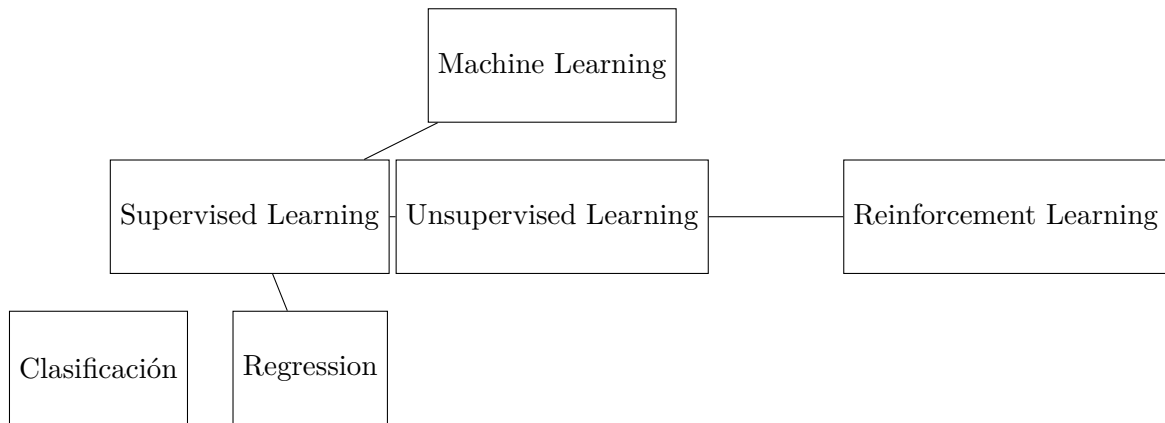 Machine Learning
Supervised Learning
Unsupervised Learning
Reinforcement Learning
Clasificación
Regression